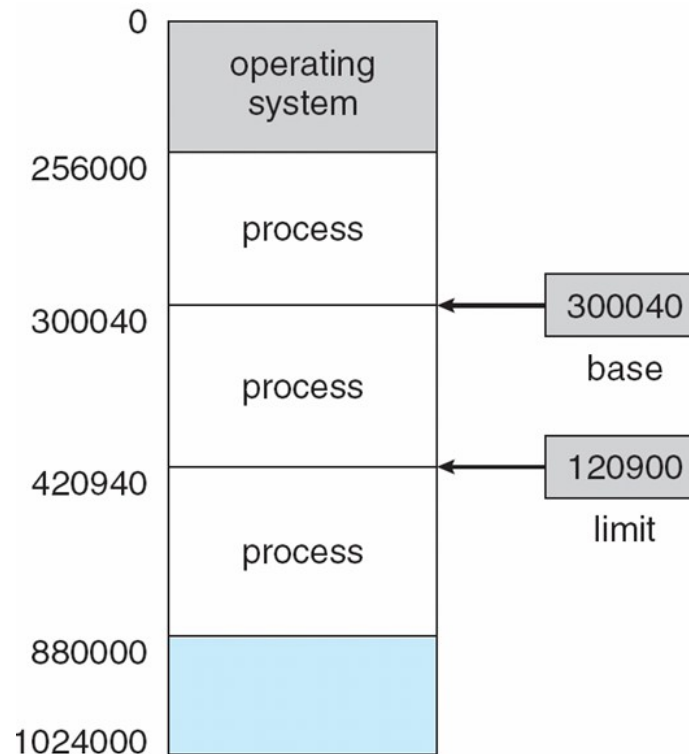 0
operating
system
256000
process
300040
300040
base
process
120900
420940
limit
process
880000
1024000